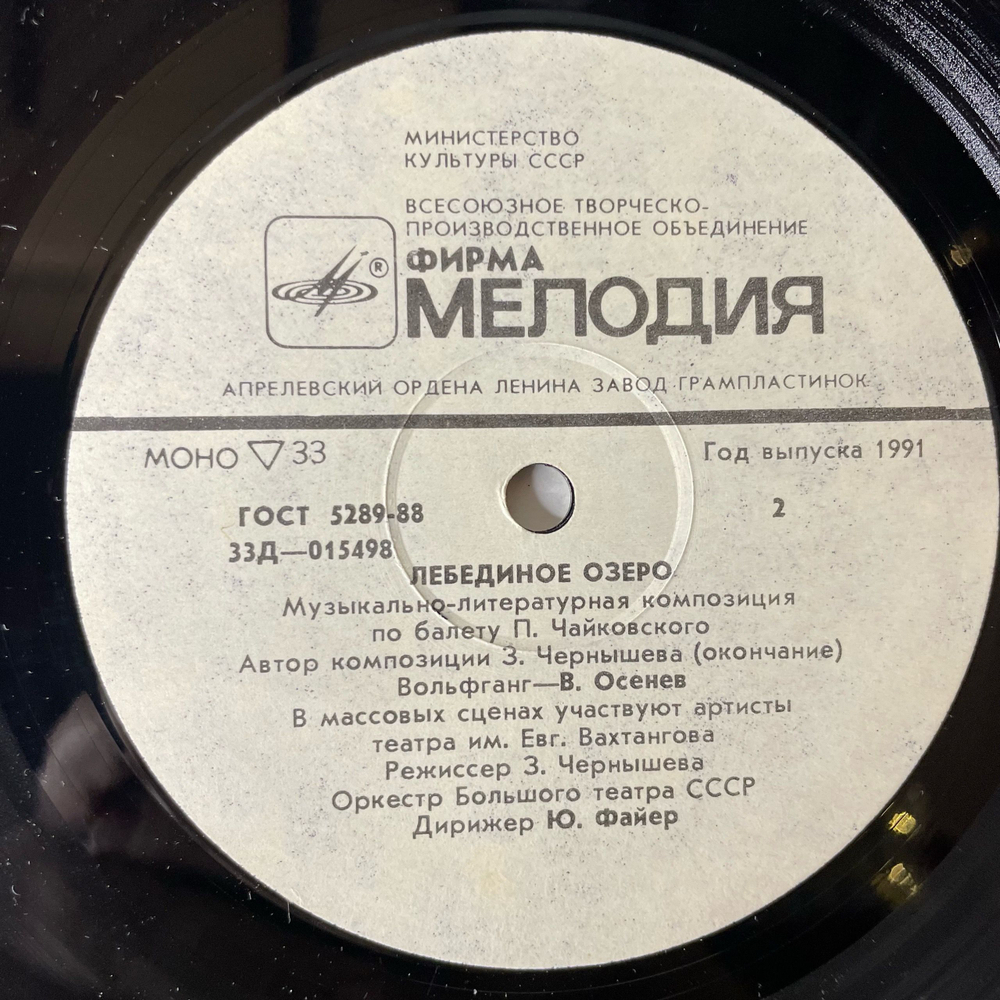 МИНИСТЕРСТВО
КУЛЬТУРЫ СССР
ВСЕСОЮЗНОЕ ТВОРЧЕСКО-
ПРОИЗВОДСТВЕННОЕ ОБЪЕДИНЕНИЕ
ФИРМА
® МЕЛОДИЯ
АПРЕЛЕВСКИЙ ОРДЕНА ЛЕНИНА ЗАВОД ГРАМПЛАСТИНОК
МОНО ▽ 33 Год выпуска 1991
ГОСТ 5289-88 2
33Д—015498
ЛЕБЕДИНОЕ ОЗЕРО
Музыкально-литературная композиция
по балету П. Чайковского
Автор композиции З. Чернышева (окончание)
Вольфганг—В. Осенев
В массовых сценах участвуют артисты
театра им. Евг. Вахтангова
Режиссер З. Чернышева
Оркестр Большого театра СССР
Дирижер Ю. Файер